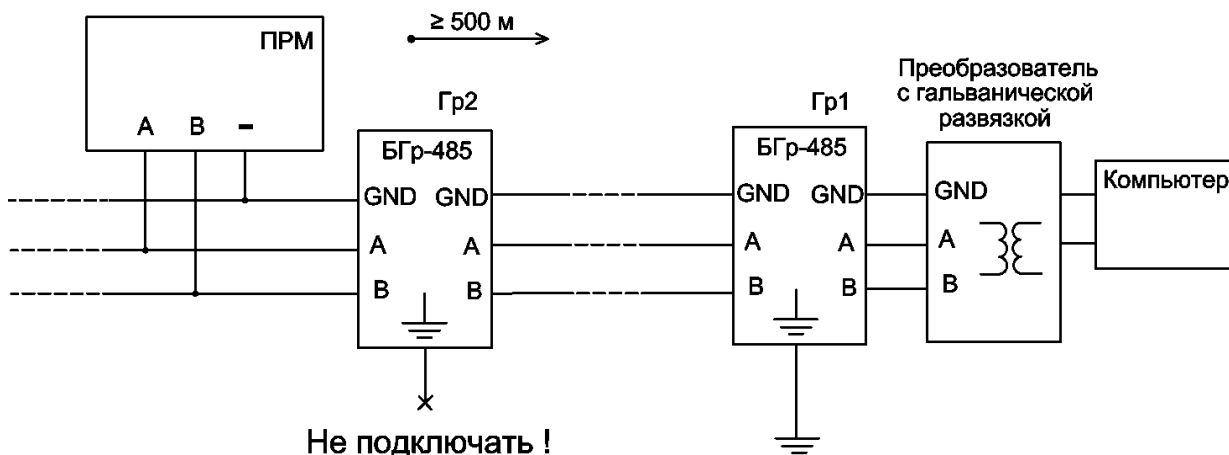 ПРМ
А В –
≥ 500 м
Гр2
БГр-485
GND GND
A A
B B
Не подключать !
Гр1
БГр-485
GND GND
A A
B B
Преобразователь
с гальванической
развязкой
GND
A
B
Компьютер